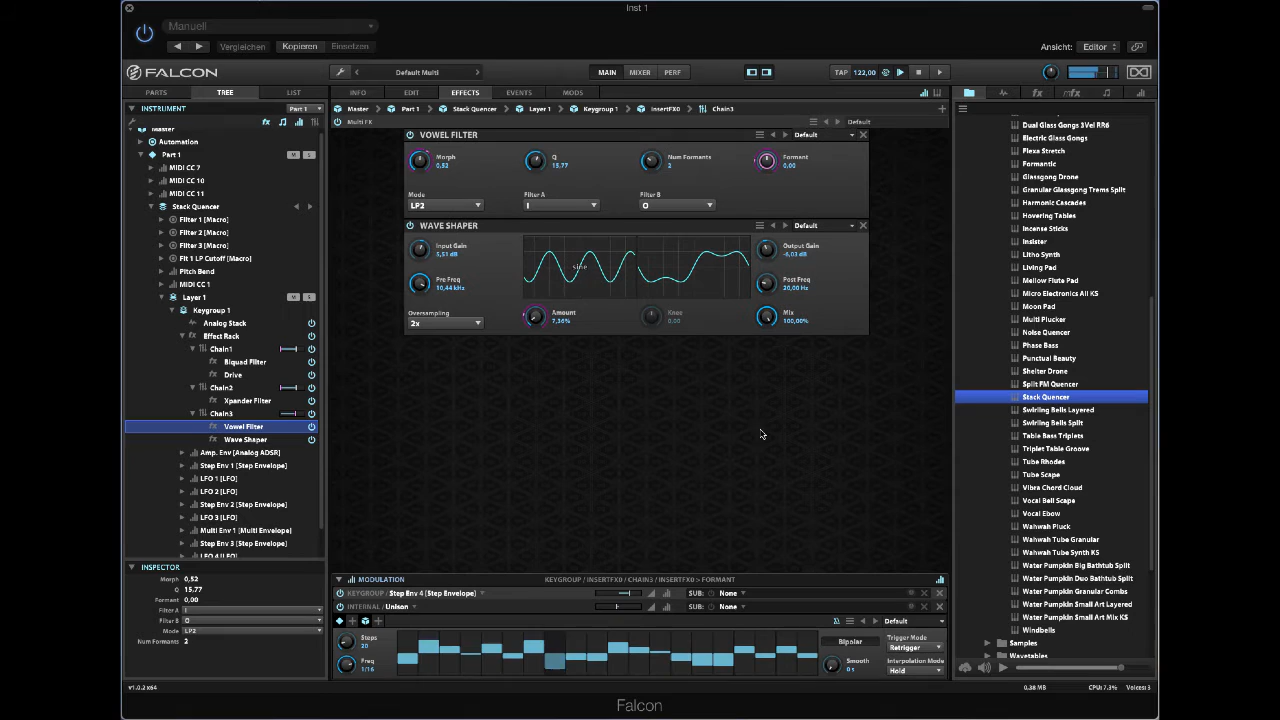 Inst 1
Manuell
Vergleichen Kopieren Einsetzen Ansicht: Editor
FALCON Default Multi MAIN MIXER PERF TAP 122,00
PARTS TREE LIST INFO EDIT EFFECTS EVENTS MODS
INSTRUMENT Part 1
Master Part 1 Stack Quencer Layer 1 Keygroup 1 InsertFX0 Chain3
Multi FX Default
Master
Automation
Part 1 M S
MIDI CC 7
MIDI CC 10
MIDI CC 11
Stack Quencer
Filter 1 [Macro]
Filter 2 [Macro]
Filter 3 [Macro]
Flt 1 LP Cutoff [Macro]
Pitch Bend
MIDI CC 1
Layer 1 M S
Keygroup 1
Analog Stack
Effect Rack
Chain1
Biquad Filter
Drive
Chain2
Xpander Filter
Chain3
Vowel Filter
Wave Shaper
Amp. Env [Analog ADSR]
Step Env 1 [Step Envelope]
LFO 1 [LFO]
LFO 2 [LFO]
Step Env 2 [Step Envelope]
LFO 3 [LFO]
Multi Env 1 [Multi Envelope]
Step Env 3 [Step Envelope]
LFO 4 [LFO]
INSPECTOR
Morph 0,52
Q 15,77
Formant 0,00
Filter A I
Filter B O
Mode LP2
Num Formants 2
VOWEL FILTER Default
Morph 0,52
Q 15,77
Num Formants 2
Formant 0,00
Mode Filter A Filter B
LP2 I O
WAVE SHAPER Default
Input Gain 5,51 dB
sine
Output Gain -6,03 dB
Pre Freq 10,44 kHz
Post Freq 20,00 Hz
Oversampling 2x
Amount 7,36%
Knee 0,00
Mix 100,00%
MODULATION KEYGROUP / INSERTFX0 / CHAIN3 / INSERTFX0 > FORMANT
KEYGROUP / Step Env 4 [Step Envelope] SUB: None
INTERNAL / Unison SUB: None
Default
Steps 20
Freq 1/16
Bipolar
Smooth 0 s
Trigger Mode
Retrigger
Interpolation Mode
Hold
Dual Glass Gongs 3Vel RR6
Electric Glass Gongs
Flexa Stretch
Formantic
Glasgong Drone
Granular Glassgong Trems Split
Harmonic Cascades
Hovering Tables
Incense Sticks
Insister
Litho Synth
Living Pad
Mellow Flute Pad
Micro Electronics All KS
Moon Pad
Multi Plucker
Noise Quencer
Phase Bass
Punctual Beauty
Shelter Drone
Split FM Quencer
Stack Quencer
Swirling Bells Layered
Swirling Bells Split
Table Bass Triplets
Triplet Table Groove
Tube Rhodes
Tube Scape
Vibra Chord Cloud
Vocal Bell Scape
Vocal Ebow
Wahwah Pluck
Wahwah Tube Granular
Wahwah Tube Synth KS
Water Pumpkin Big Bathtub Split
Water Pumpkin Duo Bathtub Split
Water Pumpkin Granular Combs
Water Pumpkin Small Art Layered
Water Pumpkin Small Art Mix KS
Windbells
Samples
Wavetables
v1.0.2 x64 0.38 MB CPU:7.3% Voices:3
Falcon